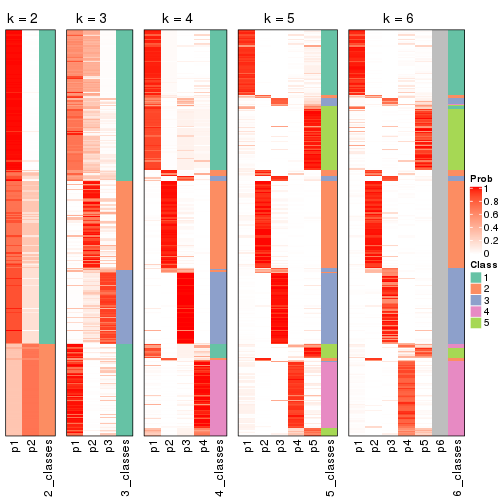 k = 2
k = 3
k = 4
k = 5
k = 6
Prob
1
0.8
0.6
0.4
0.2
0
Class
1
2
3
4
5
p1
p2
2_classes
p1
p2
p3
3_classes
p1
p2
p3
p4
4_classes
p1
p2
p3
p4
p5
5_classes
p1
p2
p3
p4
p5
p6
6_classes